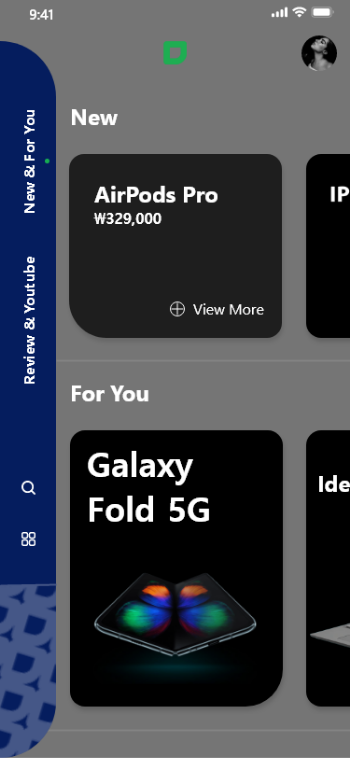 9:41
New & For You
Review & Youtube
New
AirPods Pro
₩329,000
View More
IP
For You
Galaxy
Fold 5G
Ide